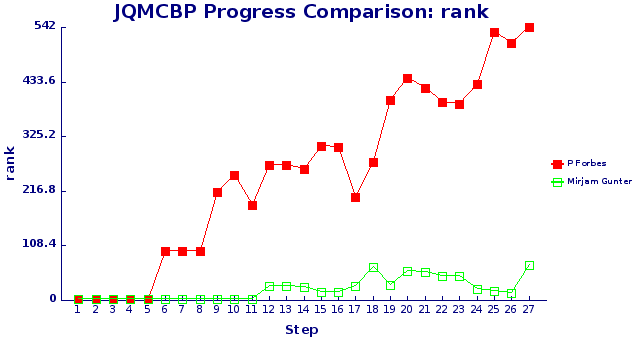 JQMCBP Progress Comparison: rank
542
433.6
325.2
216.8
108.4
0
rank
1 2 3 4 5 6 7 8 9 10 11 12 13 14 15 16 17 18 19 20 21 22 23 24 25 26 27
Step
P Forbes
Mirjam Gunter